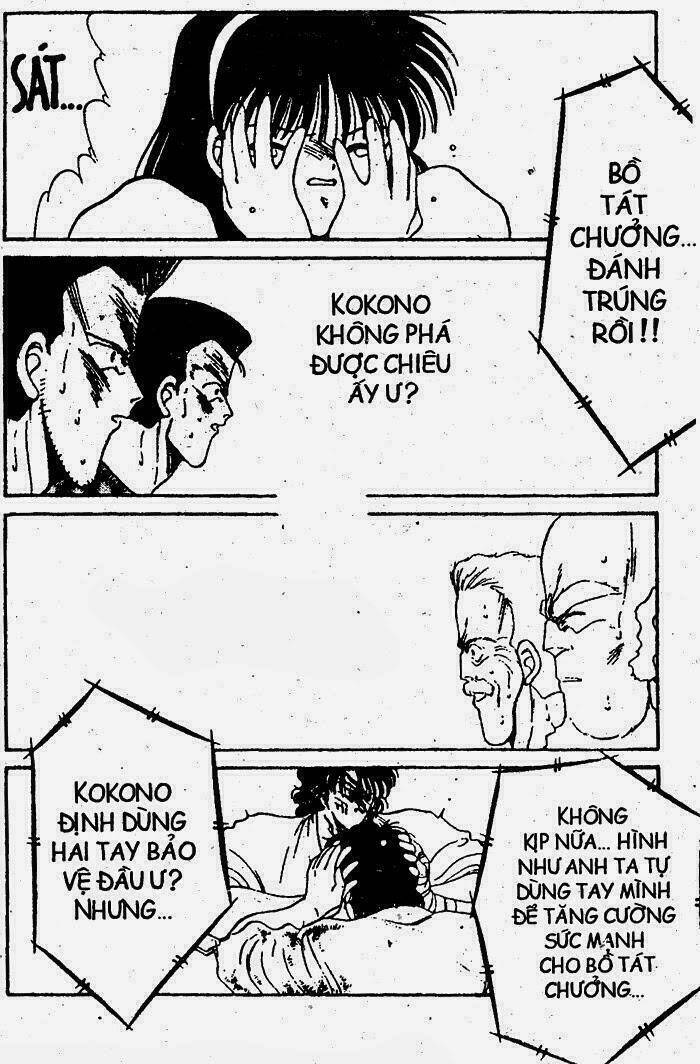 SÁT...
BỒ
TÁT
CHƯỞNG...
ĐÁNH
TRÚNG
RỒI!!
KOKONO
KHÔNG PHÁ
ĐƯỢC CHIÊU
ẤY Ư?
KOKONO
ĐỊNH DÙNG
HAI TAY BẢO
VỆ ĐẦU Ư?
NHƯNG...
KHÔNG
KỊP NỮA... HÌNH
NHƯ ANH TA TỰ
DÙNG TAY MÌNH
ĐỂ TĂNG CƯỜNG
SỨC MẠNH
CHO BỒ TÁT
CHƯỞNG...